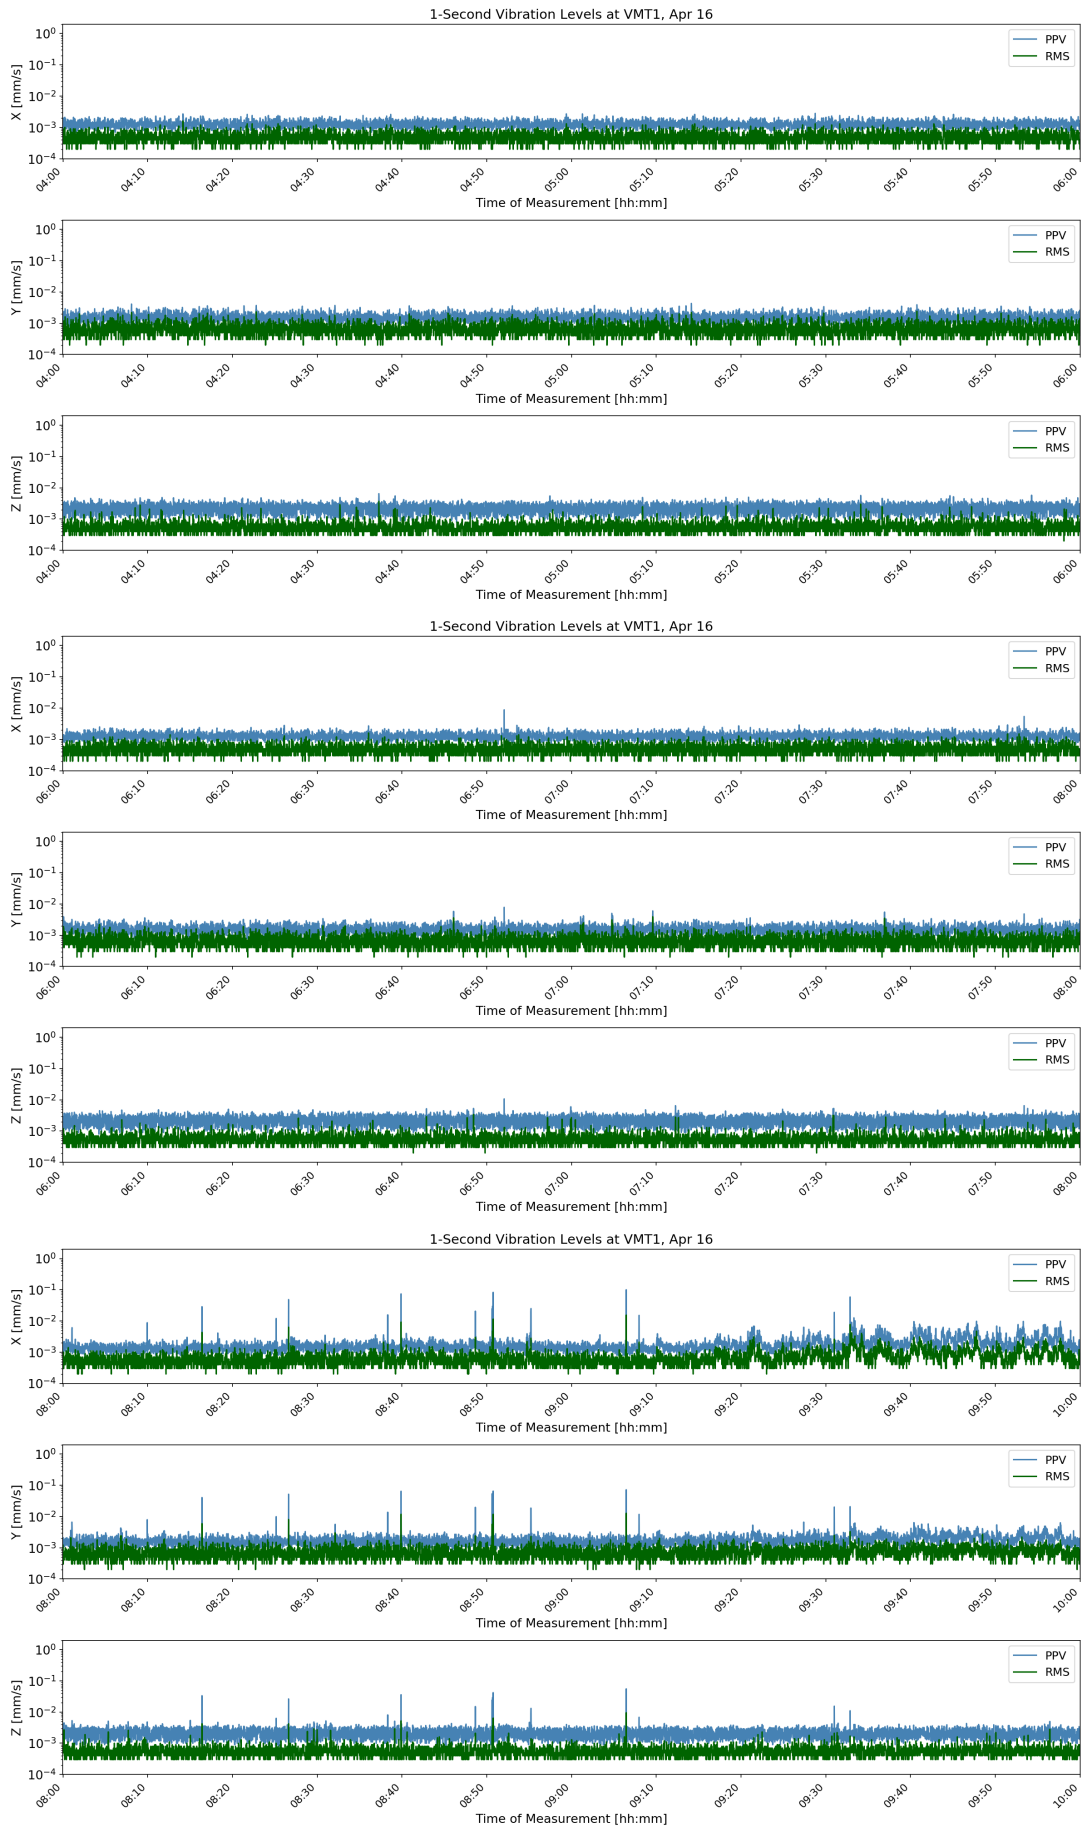 1-Second Vibration Levels at VMT1, Apr 16
X [mm/s]
10⁰
10⁻¹
10⁻²
10⁻³
10⁻⁴
PPV
RMS
04:00 04:10 04:20 04:30 04:40 04:50 05:00 05:10 05:20 05:30 05:40 05:50 06:00
Time of Measurement [hh:mm]
Y [mm/s]
10⁰
10⁻¹
10⁻²
10⁻³
10⁻⁴
PPV
RMS
04:00 04:10 04:20 04:30 04:40 04:50 05:00 05:10 05:20 05:30 05:40 05:50 06:00
Time of Measurement [hh:mm]
Z [mm/s]
10⁰
10⁻¹
10⁻²
10⁻³
10⁻⁴
PPV
RMS
04:00 04:10 04:20 04:30 04:40 04:50 05:00 05:10 05:20 05:30 05:40 05:50 06:00
Time of Measurement [hh:mm]
1-Second Vibration Levels at VMT1, Apr 16
X [mm/s]
10⁰
10⁻¹
10⁻²
10⁻³
10⁻⁴
PPV
RMS
06:00 06:10 06:20 06:30 06:40 06:50 07:00 07:10 07:20 07:30 07:40 07:50 08:00
Time of Measurement [hh:mm]
Y [mm/s]
10⁰
10⁻¹
10⁻²
10⁻³
10⁻⁴
PPV
RMS
06:00 06:10 06:20 06:30 06:40 06:50 07:00 07:10 07:20 07:30 07:40 07:50 08:00
Time of Measurement [hh:mm]
Z [mm/s]
10⁰
10⁻¹
10⁻²
10⁻³
10⁻⁴
PPV
RMS
06:00 06:10 06:20 06:30 06:40 06:50 07:00 07:10 07:20 07:30 07:40 07:50 08:00
Time of Measurement [hh:mm]
1-Second Vibration Levels at VMT1, Apr 16
X [mm/s]
10⁰
10⁻¹
10⁻²
10⁻³
10⁻⁴
PPV
RMS
08:00 08:10 08:20 08:30 08:40 08:50 09:00 09:10 09:20 09:30 09:40 09:50 10:00
Time of Measurement [hh:mm]
Y [mm/s]
10⁰
10⁻¹
10⁻²
10⁻³
10⁻⁴
PPV
RMS
08:00 08:10 08:20 08:30 08:40 08:50 09:00 09:10 09:20 09:30 09:40 09:50 10:00
Time of Measurement [hh:mm]
Z [mm/s]
10⁰
10⁻¹
10⁻²
10⁻³
10⁻⁴
PPV
RMS
08:00 08:10 08:20 08:30 08:40 08:50 09:00 09:10 09:20 09:30 09:40 09:50 10:00
Time of Measurement [hh:mm]